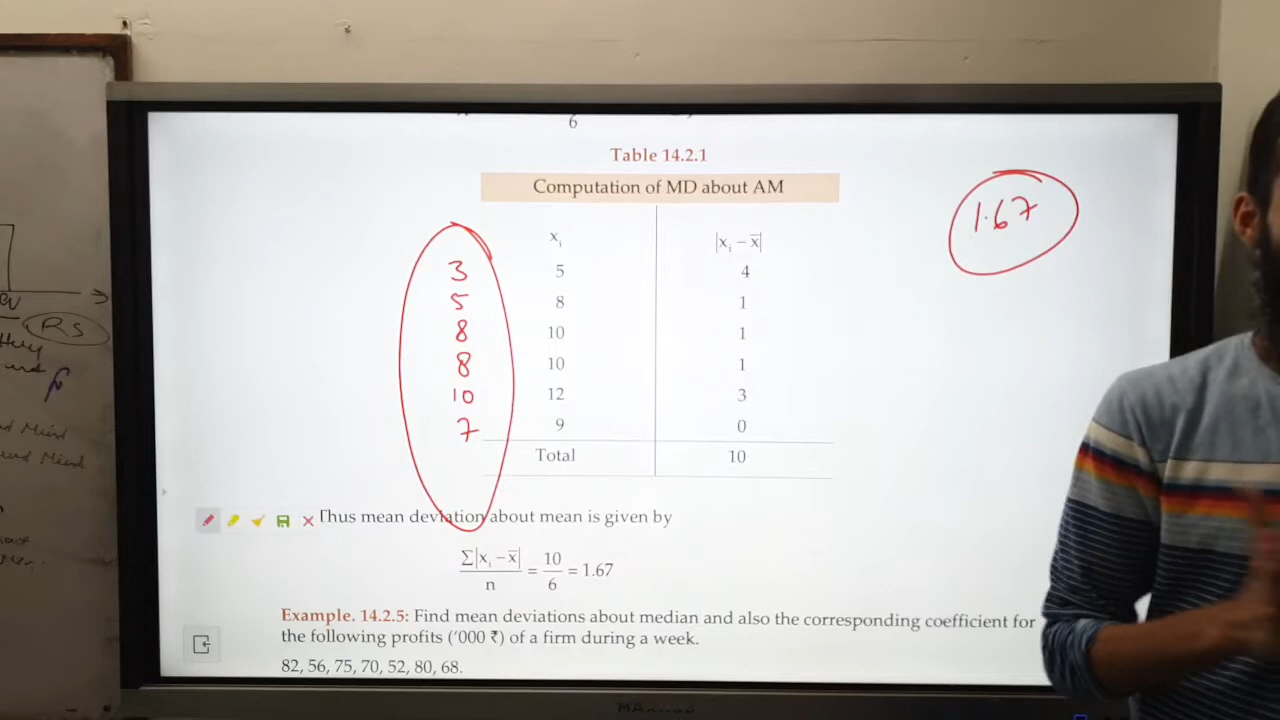 6
Table 14.2.1
Computation of MD about AM
1.67
xᵢ |xᵢ − x̅|
3 5 4
5 8 1
8 10 1
8 10 1
10 12 3
7 9 0
Total 10
Thus mean deviation about mean is given by
Σ|xᵢ − x̅| / n = 10 / 6 = 1.67
Example. 14.2.5: Find mean deviations about median and also the corresponding coefficient for
the following profits ('000 ₹) of a firm during a week.
82, 56, 75, 70, 52, 80, 68.
RS